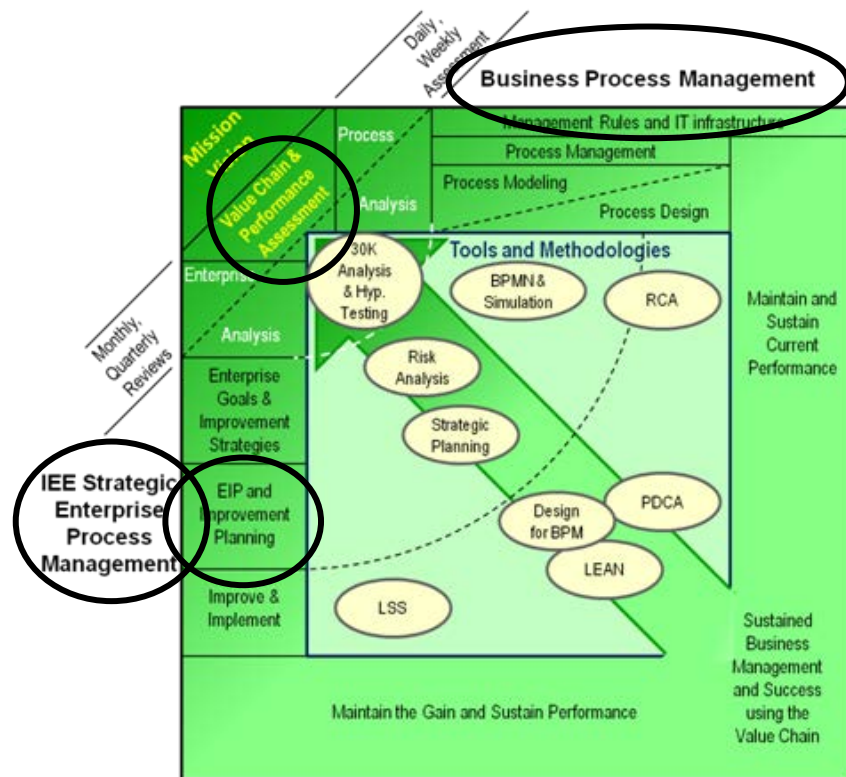 Daily,
Weekly
Assessment
Business Process Management
Management Rules and IT infrastructure
Mission
Vision
Value Chain &
Performance
Assessment
Process
Analysis
Process Management
Process Modeling
Process Design
Enterprise
Analysis
Monthly,
Quarterly
Reviews
Tools and Methodologies
30K
Analysis
& Hyp.
Testing
BPMN &
Simulation
RCA
Maintain and
Sustain
Current
Performance
Risk
Analysis
Enterprise
Goals &
Improvement
Strategies
Strategic
Planning
IEE Strategic
Enterprise
Process
Management
EIP and
Improvement
Planning
Design
for BPM
PDCA
LEAN
Improve &
Implement
LSS
Sustained
Business
Management
and Success
using the
Value Chain
Maintain the Gain and Sustain Performance